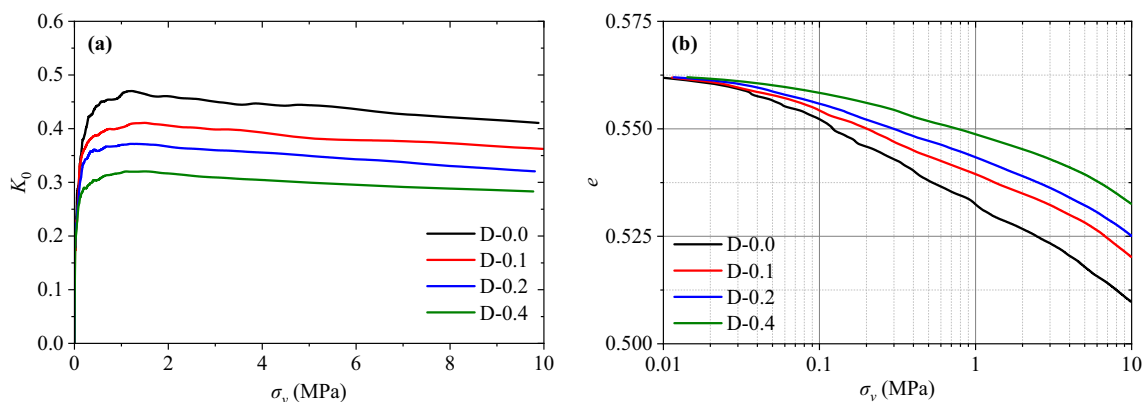 (a)
K0
0.6
0.5
0.4
0.3
0.2
0.1
0.0
D-0.0
D-0.1
D-0.2
D-0.4
0 2 4 6 8 10
σv (MPa)
(b)
e
0.575
0.550
0.525
0.500
D-0.0
D-0.1
D-0.2
D-0.4
0.01 0.1 1 10
σv (MPa)